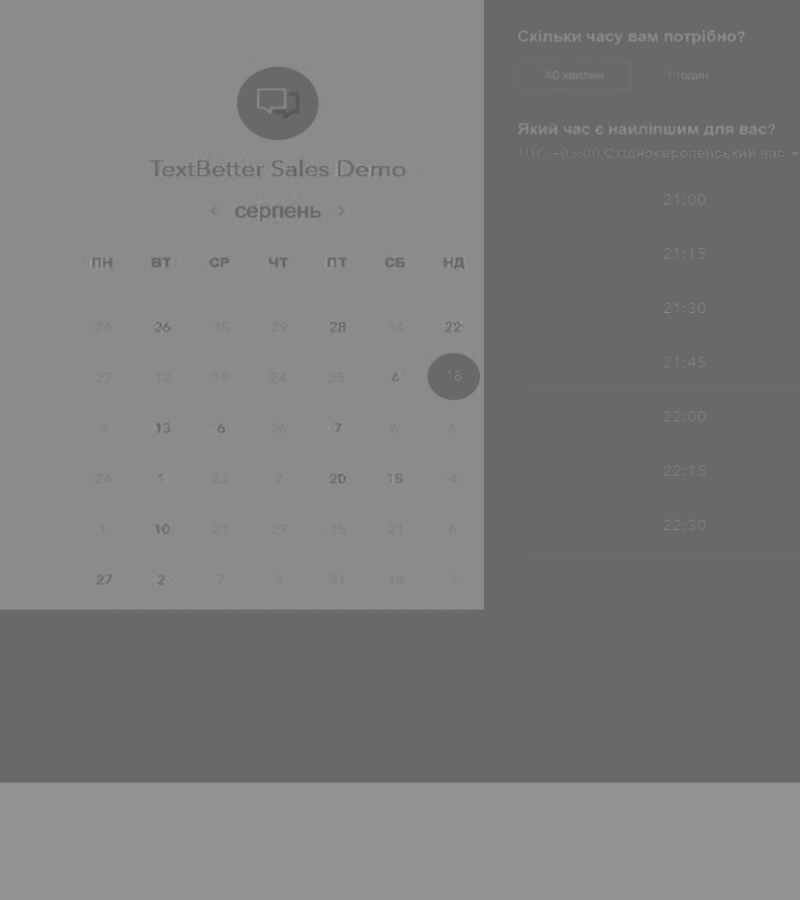 TextBetter Sales Demo
‹ серпень ›
ПН ВТ СР ЧТ ПТ СБ НД
24 26 15 29 28 14 22
27 12 19 24 25 4 18
9 13 6 26 7 6 6
24 1 23 7 20 15 4
1 10 21 27 15 21 6
27 2 7 3 31 14 7
Скільки часу вам потрібно?
40 хвилин 1 годин
Який час є найліпшим для вас?
UTC +03:00 Східноєвропейський час
21:00
21:15
21:30
21:45
22:00
22:15
22:30